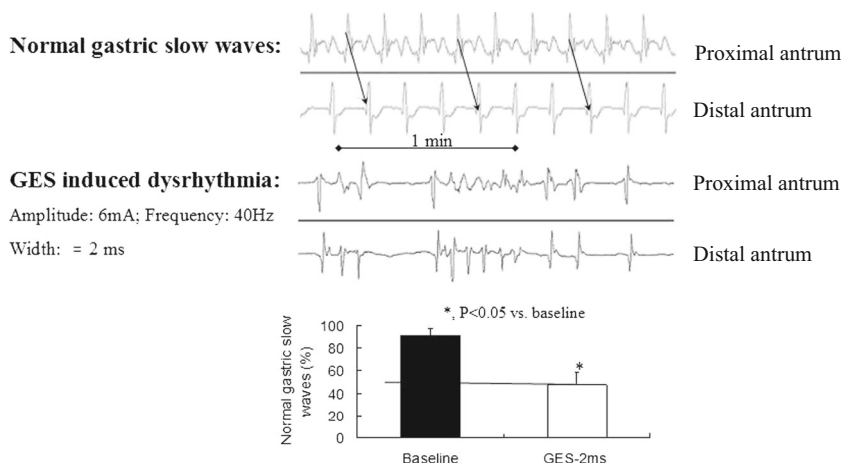 Normal gastric slow waves:
Proximal antrum
Distal antrum
1 min
GES induced dysrhythmia:
Proximal antrum
Amplitude: 6mA; Frequency: 40Hz
Width: = 2 ms
Distal antrum
*, P<0.05 vs. baseline
Normal gastric slow
waves (%)
100
80
60
40
20
0
*
Baseline
GES-2ms